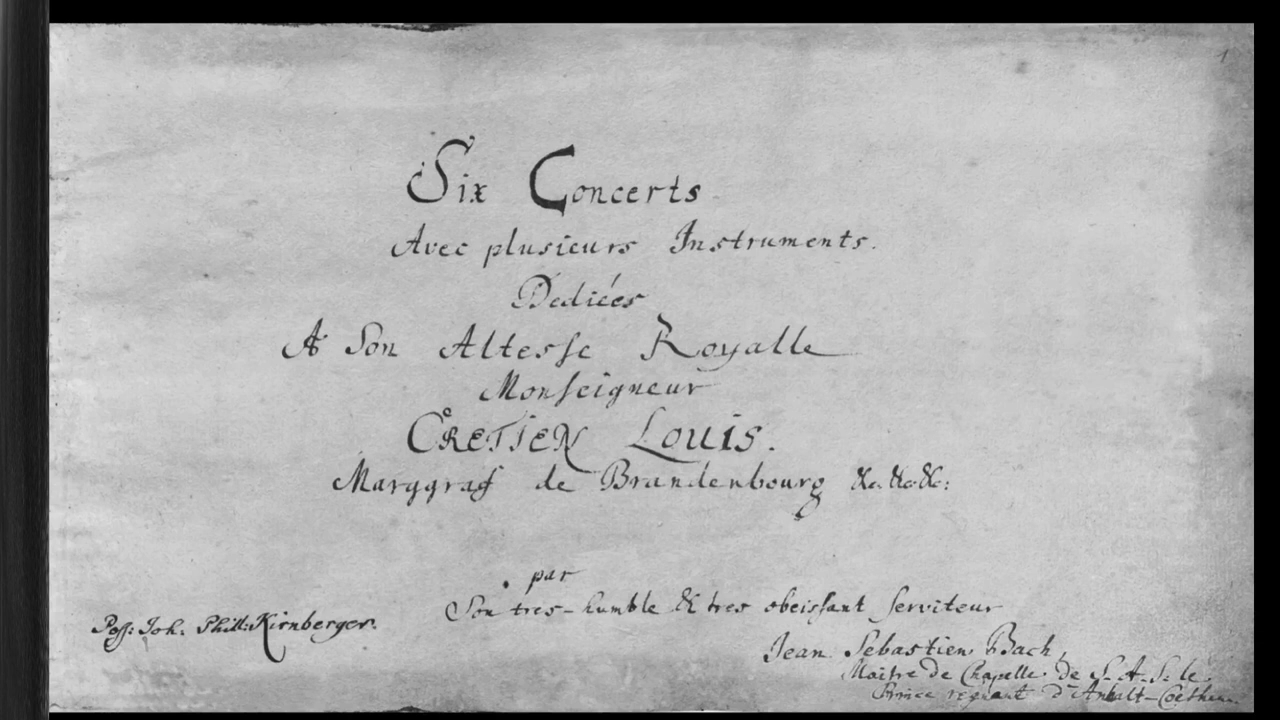 1
Six Concerts
Avec plusieurs Instruments.
Dediées
A Son Altesse Royalle
Monseigneur
CRETIEN Louis.
Marggraf de Brandenbourg &c. &c. &c:
par
Son tres-humble & tres obeissant serviteur
Poss: Joh. Phill: Kirnberger.
Jean Sebastien Bach,
Maitre de Chapelle de S. A. S. le
Prince regnant d'Anhalt-Coethen